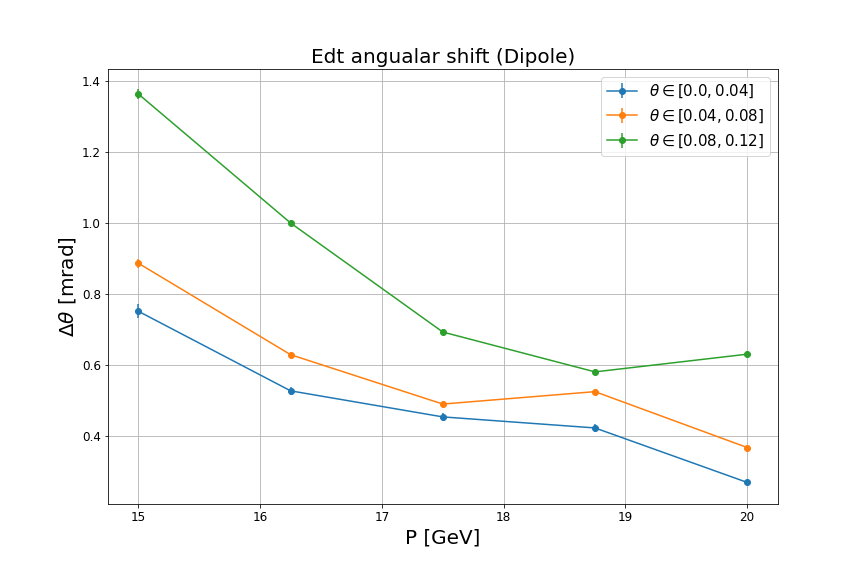 Edt angualar shift (Dipole)
θ ∈ [0.0, 0.04]
θ ∈ [0.04, 0.08]
θ ∈ [0.08, 0.12]
Δθ [mrad]
1.4
1.2
1.0
0.8
0.6
0.4
15 16 17 18 19 20
P [GeV]